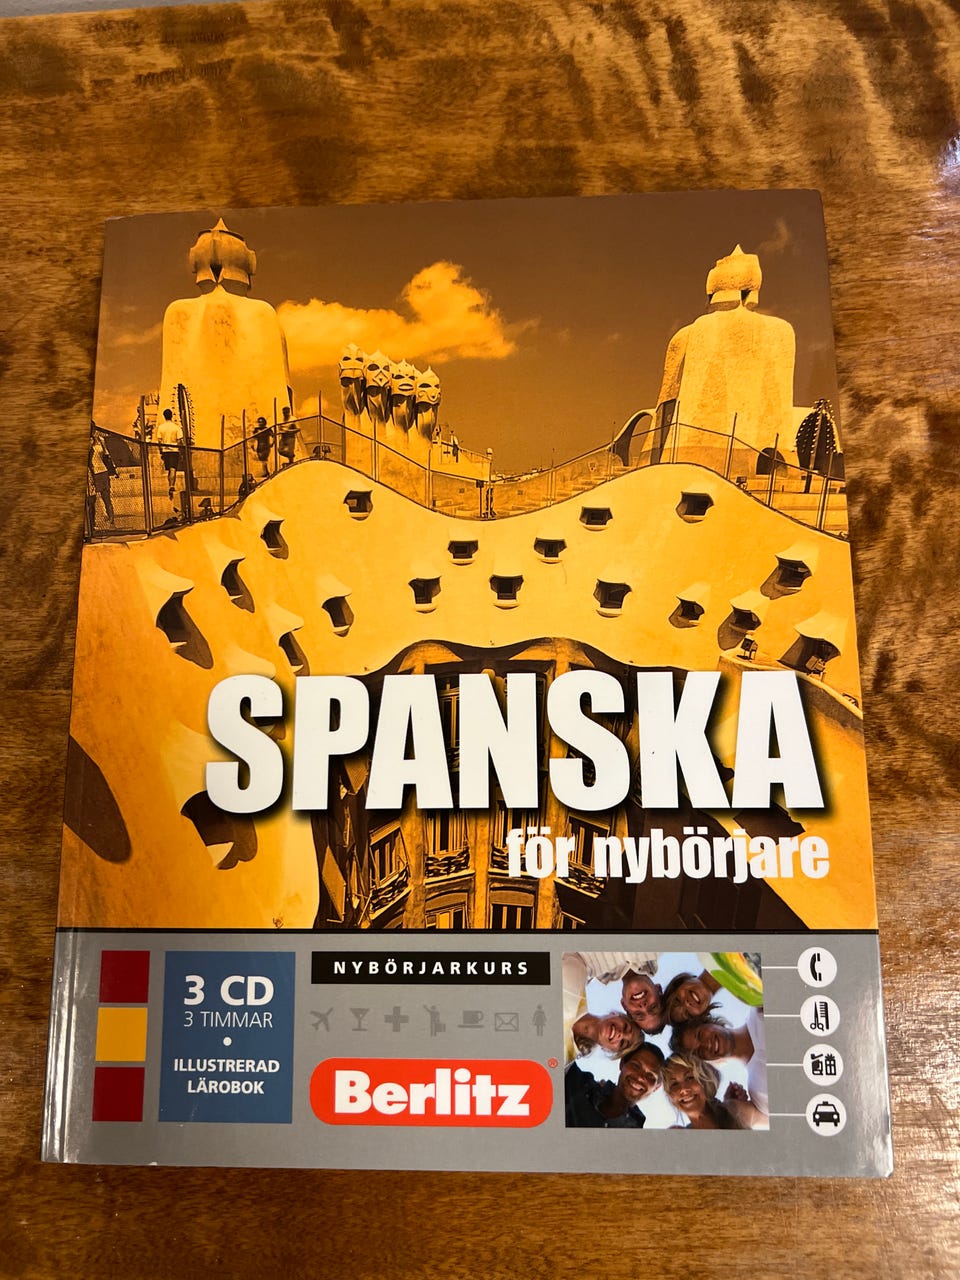 SPANSKA
för nybörjare
3 CD
3 TIMMAR
•
ILLUSTRERAD
LÄROBOK
NYBÖRJARKURS
Berlitz®